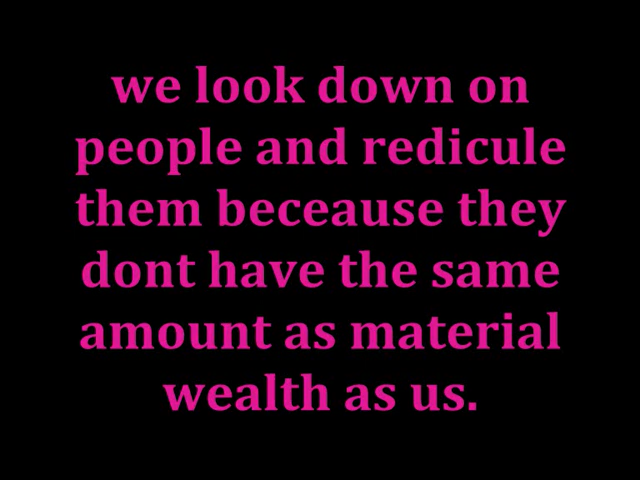 we look down on
people and redicule
them beceause they
dont have the same
amount as material
wealth as us.